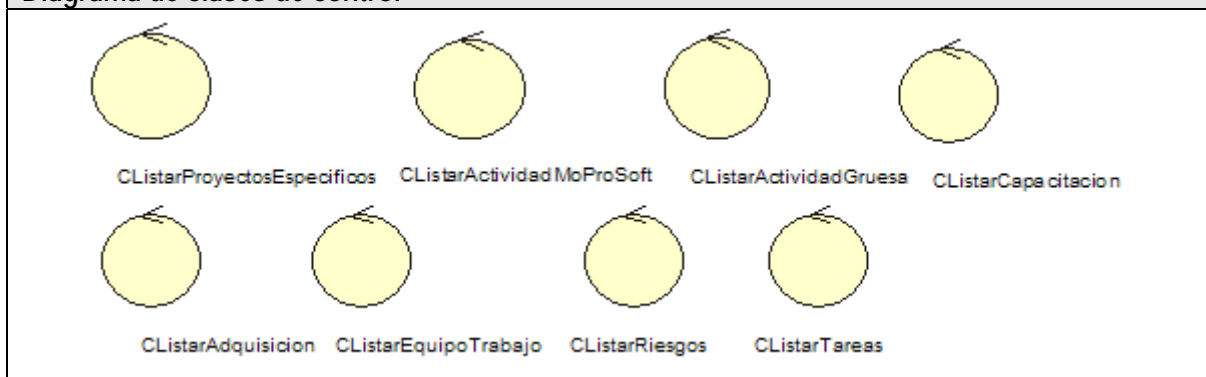 Diagrama de clases de control
CListarProyectosEspecificos CListarActividadMoProSoft CListarActividadGruesa CListarCapacitacion
CListarAdquisicion CListarEquipoTrabajo CListarRiesgos CListarTareas